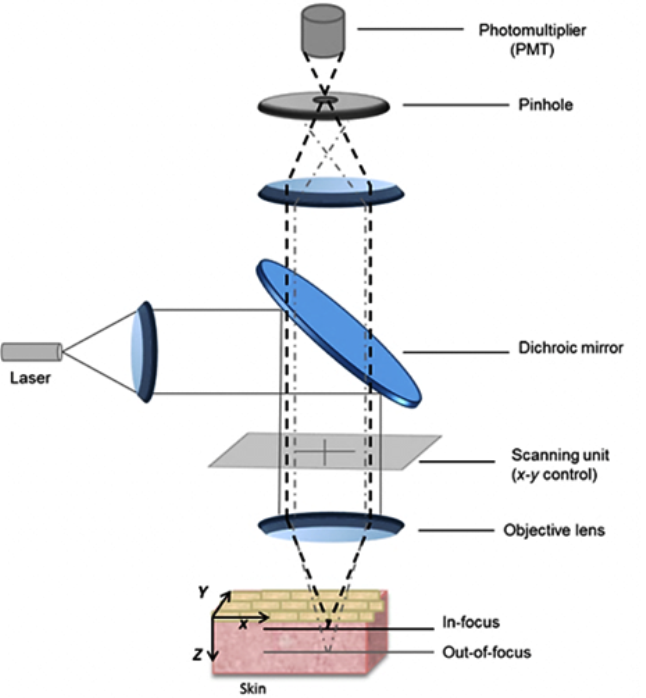 Photomultiplier
(PMT)
Pinhole
Dichroic mirror
Laser
Scanning unit
(x-y control)
Objective lens
Y
X
Z
In-focus
Out-of-focus
Skin